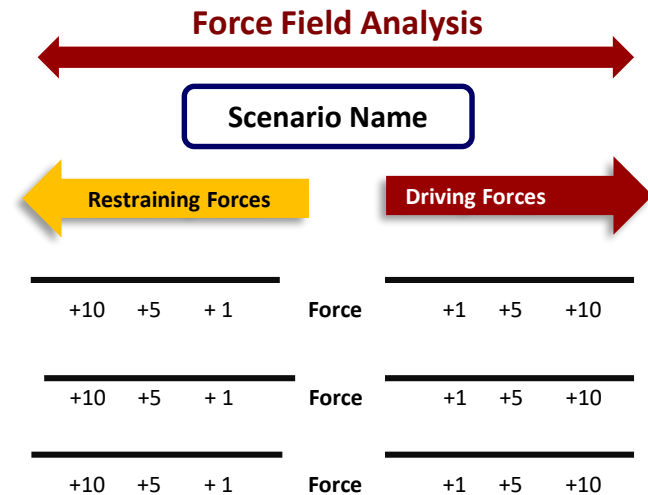 Force Field Analysis
Scenario Name
Restraining Forces Driving Forces
+10 +5 + 1 Force +1 +5 +10
+10 +5 + 1 Force +1 +5 +10
+10 +5 + 1 Force +1 +5 +10